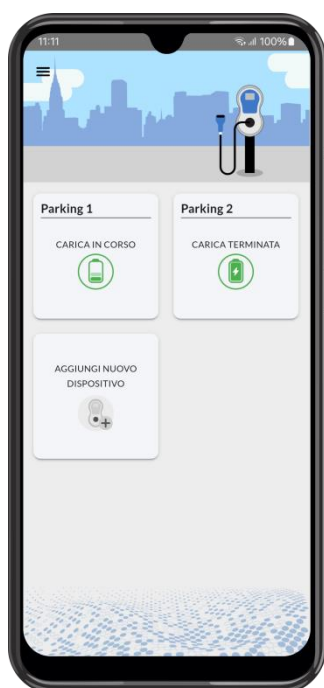 11:11
100%
Parking 1
Parking 2
CARICA IN CORSO
CARICA TERMINATA
AGGIUNGI NUOVO
DISPOSITIVO